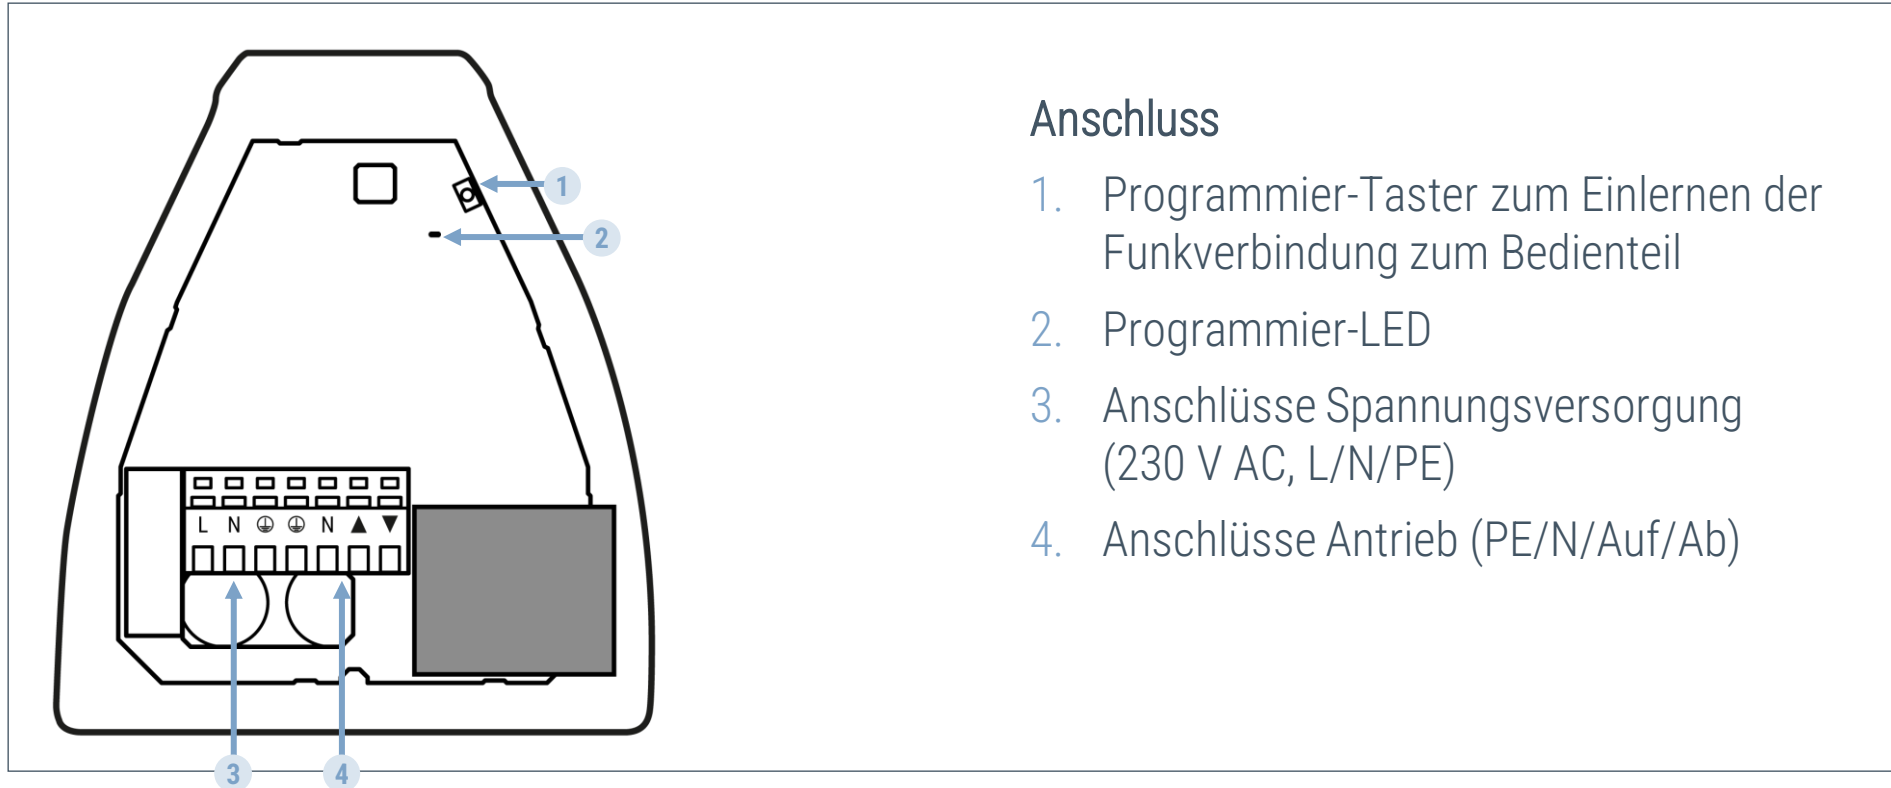 Anschluss
1. Programmier-Taster zum Einlernen der
Funkverbindung zum Bedienteil
2. Programmier-LED
3. Anschlüsse Spannungsversorgung
(230 V AC, L/N/PE)
4. Anschlüsse Antrieb (PE/N/Auf/Ab)
1
2
L N ⏚ ⏚ N ▲ ▼
3 4